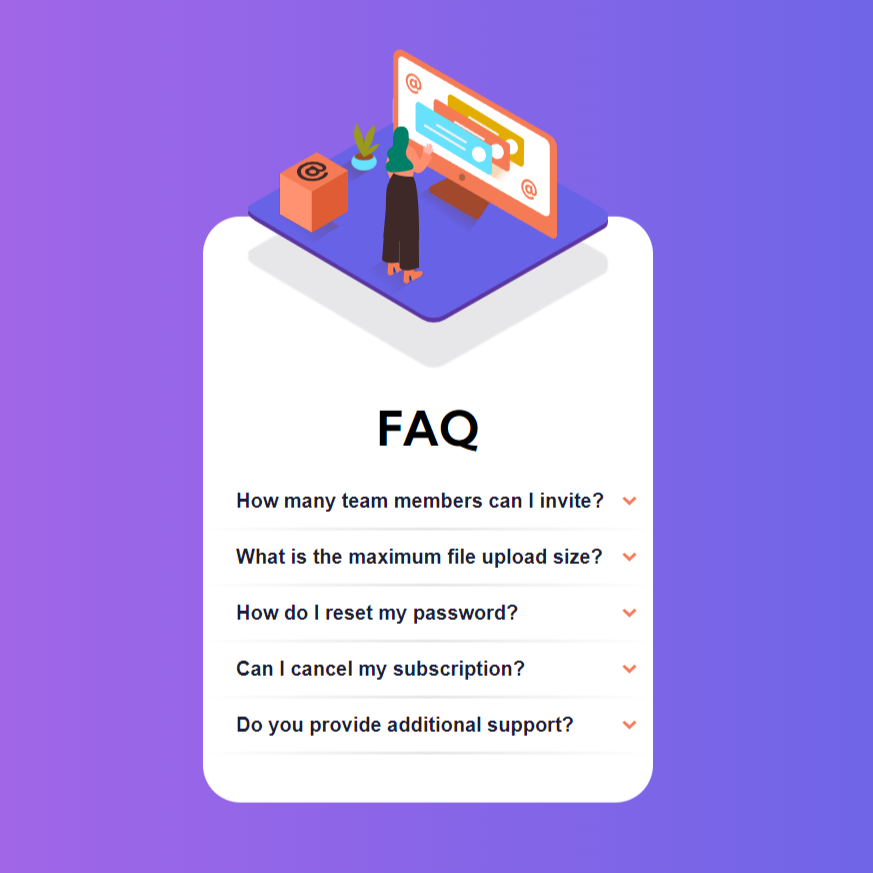 @
@
@
FAQ
How many team members can I invite?
What is the maximum file upload size?
How do I reset my password?
Can I cancel my subscription?
Do you provide additional support?